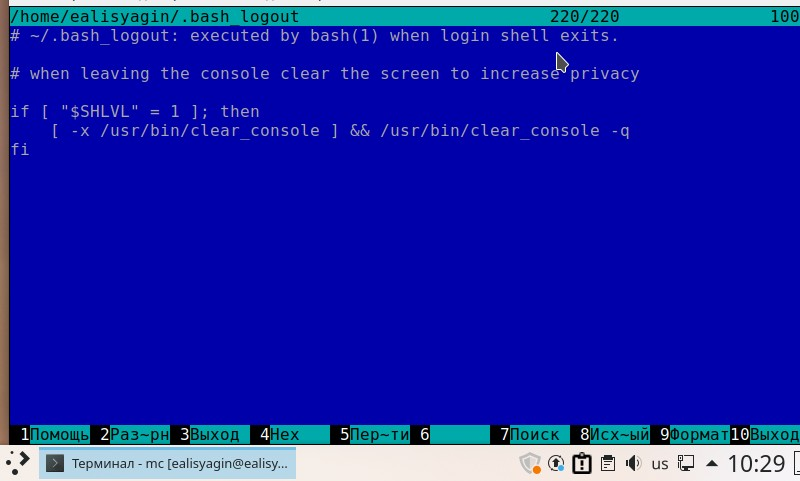 /home/ealisyagin/.bash_logout 220/220 100
# ~/.bash_logout: executed by bash(1) when login shell exits.
# when leaving the console clear the screen to increase privacy
if [ "$SHLVL" = 1 ]; then
    [ -x /usr/bin/clear_console ] && /usr/bin/clear_console -q
fi
1Помощь 2Раз~рн 3Выход 4Hex 5Пер~ти 6 7Поиск 8Исх~ый 9Формат 10Выход
Терминал - mc [ealisyagin@ealisy... us 10:29